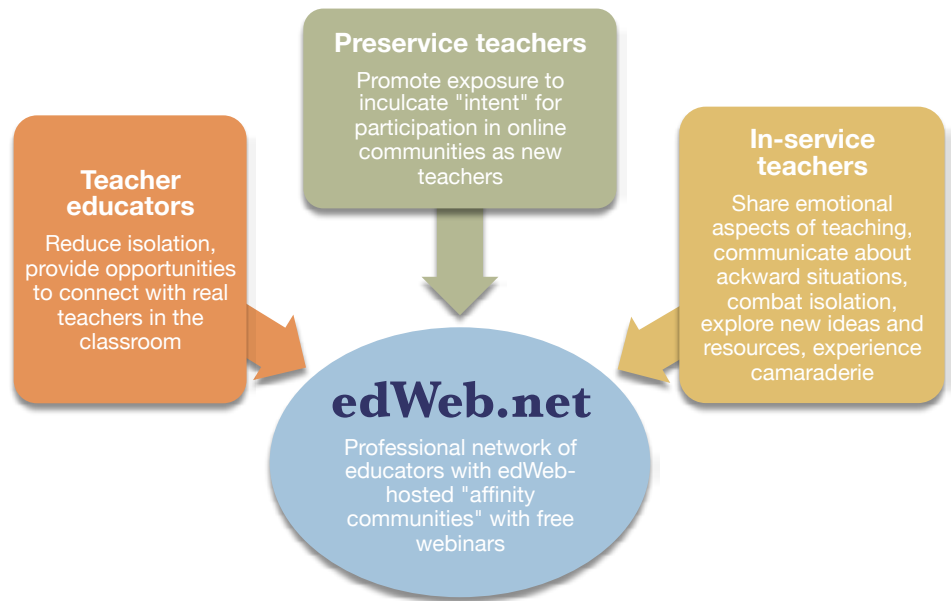 Preservice teachers
Promote exposure to
inculcate "intent" for
participation in online
communities as new
teachers
Teacher
educators
Reduce isolation,
provide opportunities
to connect with real
teachers in the
classroom
In-service
teachers
Share emotional
aspects of teaching,
communicate about
ackward situations,
combat isolation,
explore new ideas and
resources, experience
camaraderie
edWeb.net
Professional network of
educators with edWeb-
hosted "affinity
communities" with free
webinars